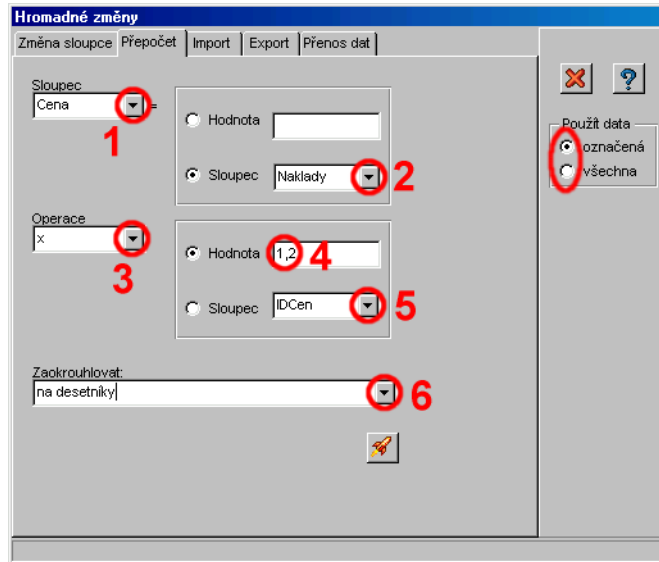 Hromadné změny
Změna sloupce Přepočet Import Export Přenos dat
Sloupec
Cena =
1
Hodnota
Sloupec Naklady 2
Operace
x
3
Hodnota 1,2 4
Sloupec IDCen 5
Zaokrouhlovat:
na desetníky 6
?
Použít data
označená
všechna